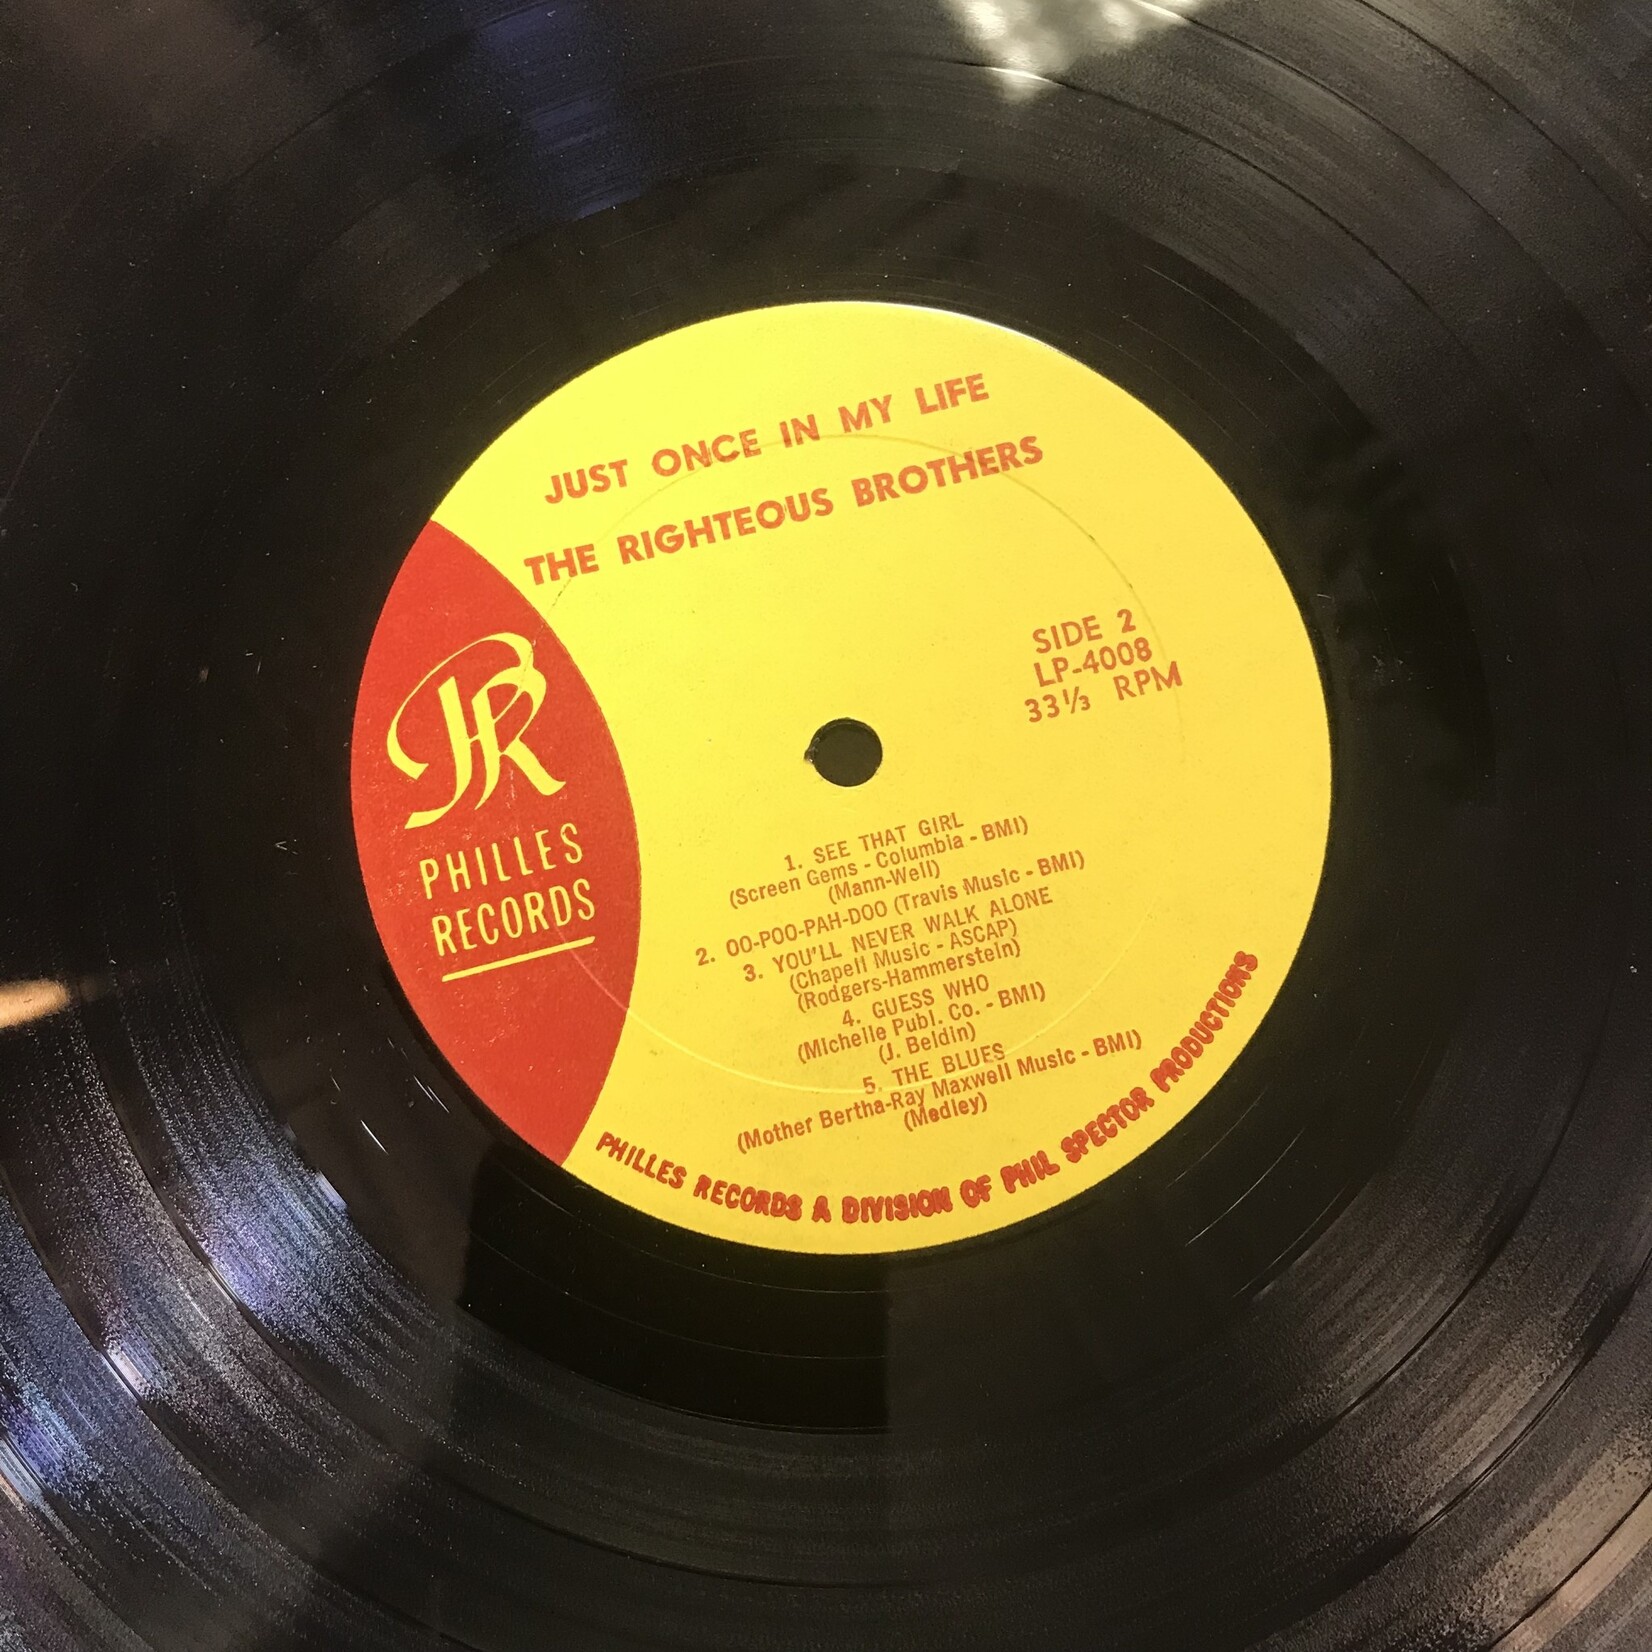 JUST ONCE IN MY LIFE
THE RIGHTEOUS BROTHERS
SIDE 2
LP-4008
33⅓ RPM
PR
PHILLES
RECORDS
1. SEE THAT GIRL
(Screen Gems - Columbia - BMI)
(Mann-Well)
2. OO-POO-PAH-DOO (Travis Music - BMI)
3. YOU'LL NEVER WALK ALONE
(Chapell Music - ASCAP)
(Rodgers-Hammerstein)
4. GUESS WHO
(Michelle Publ. Co. - BMI)
(J. Beldin)
5. THE BLUES
(Mother Bertha-Ray Maxwell Music - BMI)
(Medley)
PHILLES RECORDS A DIVISION OF PHIL SPECTOR PRODUCTIONS